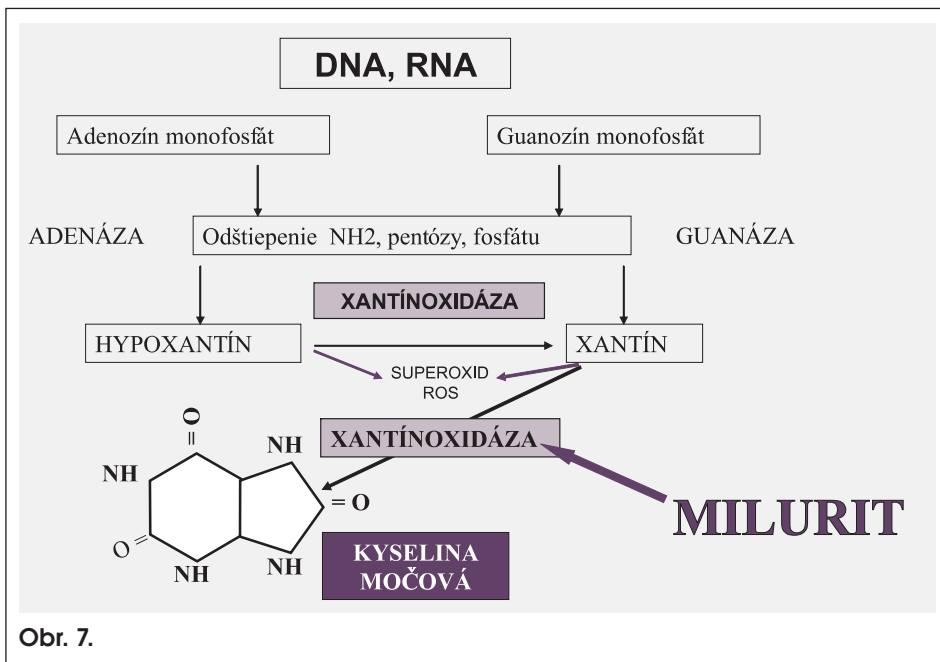 DNA, RNA
Adenozín monofosfát
Guanozín monofosfát
ADENÁZA
Odštiepenie NH2, pentózy, fosfátu
GUANÁZA
XANTÍNOXIDÁZA
HYPOXANTÍN
XANTÍN
SUPEROXID
ROS
O
=
NH
NH
XANTÍNOXIDÁZA
= O
MILURIT
O
=
NH
NH
KYSELINA
MOČOVÁ
Obr. 7.